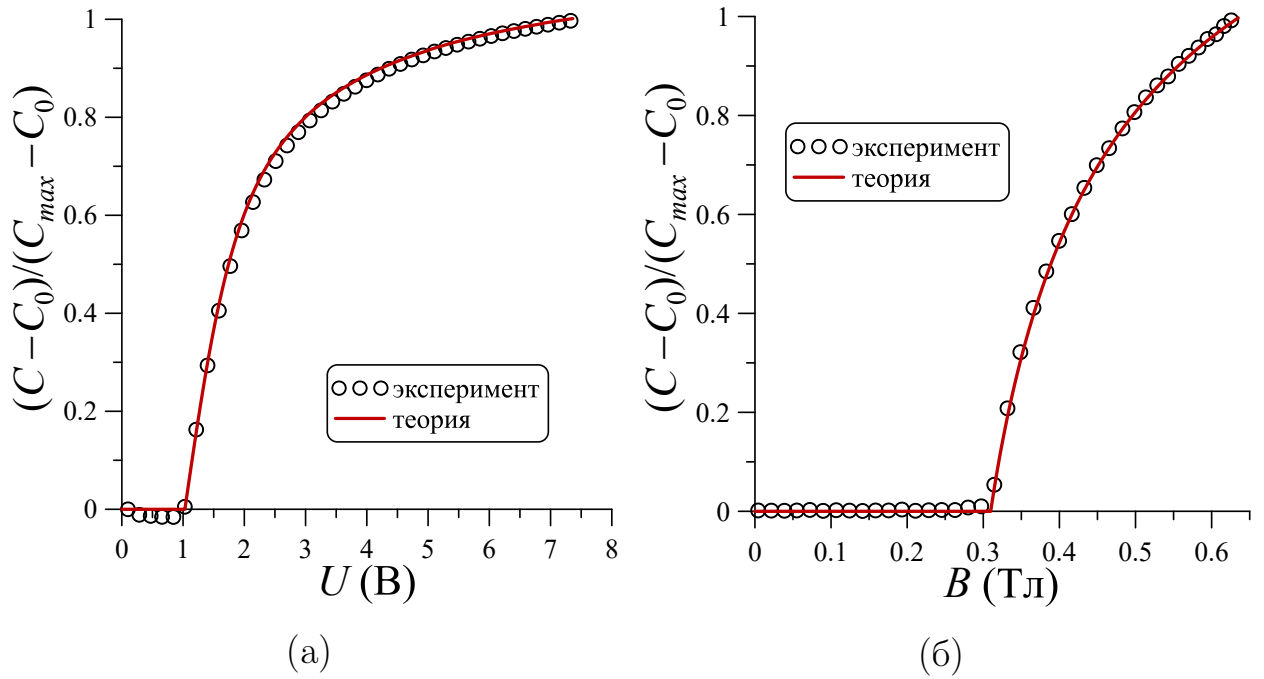 (C − C₀)/(Cₘₐₓ − C₀)
1
0.8
0.6
0.4
0.2
0
эксперимент
теория
0 1 2 3 4 5 6 7 8
U (В)
(а)
(C − C₀)/(Cₘₐₓ − C₀)
1
0.8
0.6
0.4
0.2
0
эксперимент
теория
0 0.1 0.2 0.3 0.4 0.5 0.6
B (Тл)
(б)